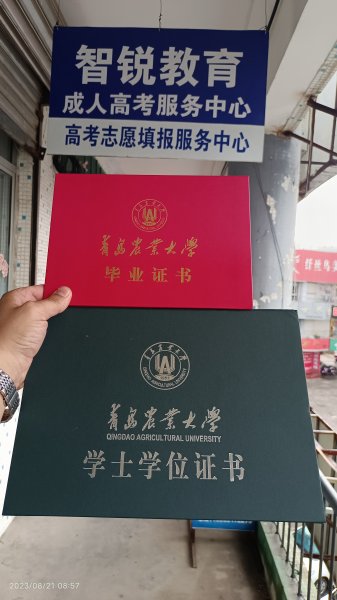 智锐教育
成人高考服务中心
高考志愿填报服务中心
青岛农业大学
毕业证书
青岛农业大学
QINGDAO AGRICULTURAL UNIVERSITY
学士学位证书
2023/08/21 08:57